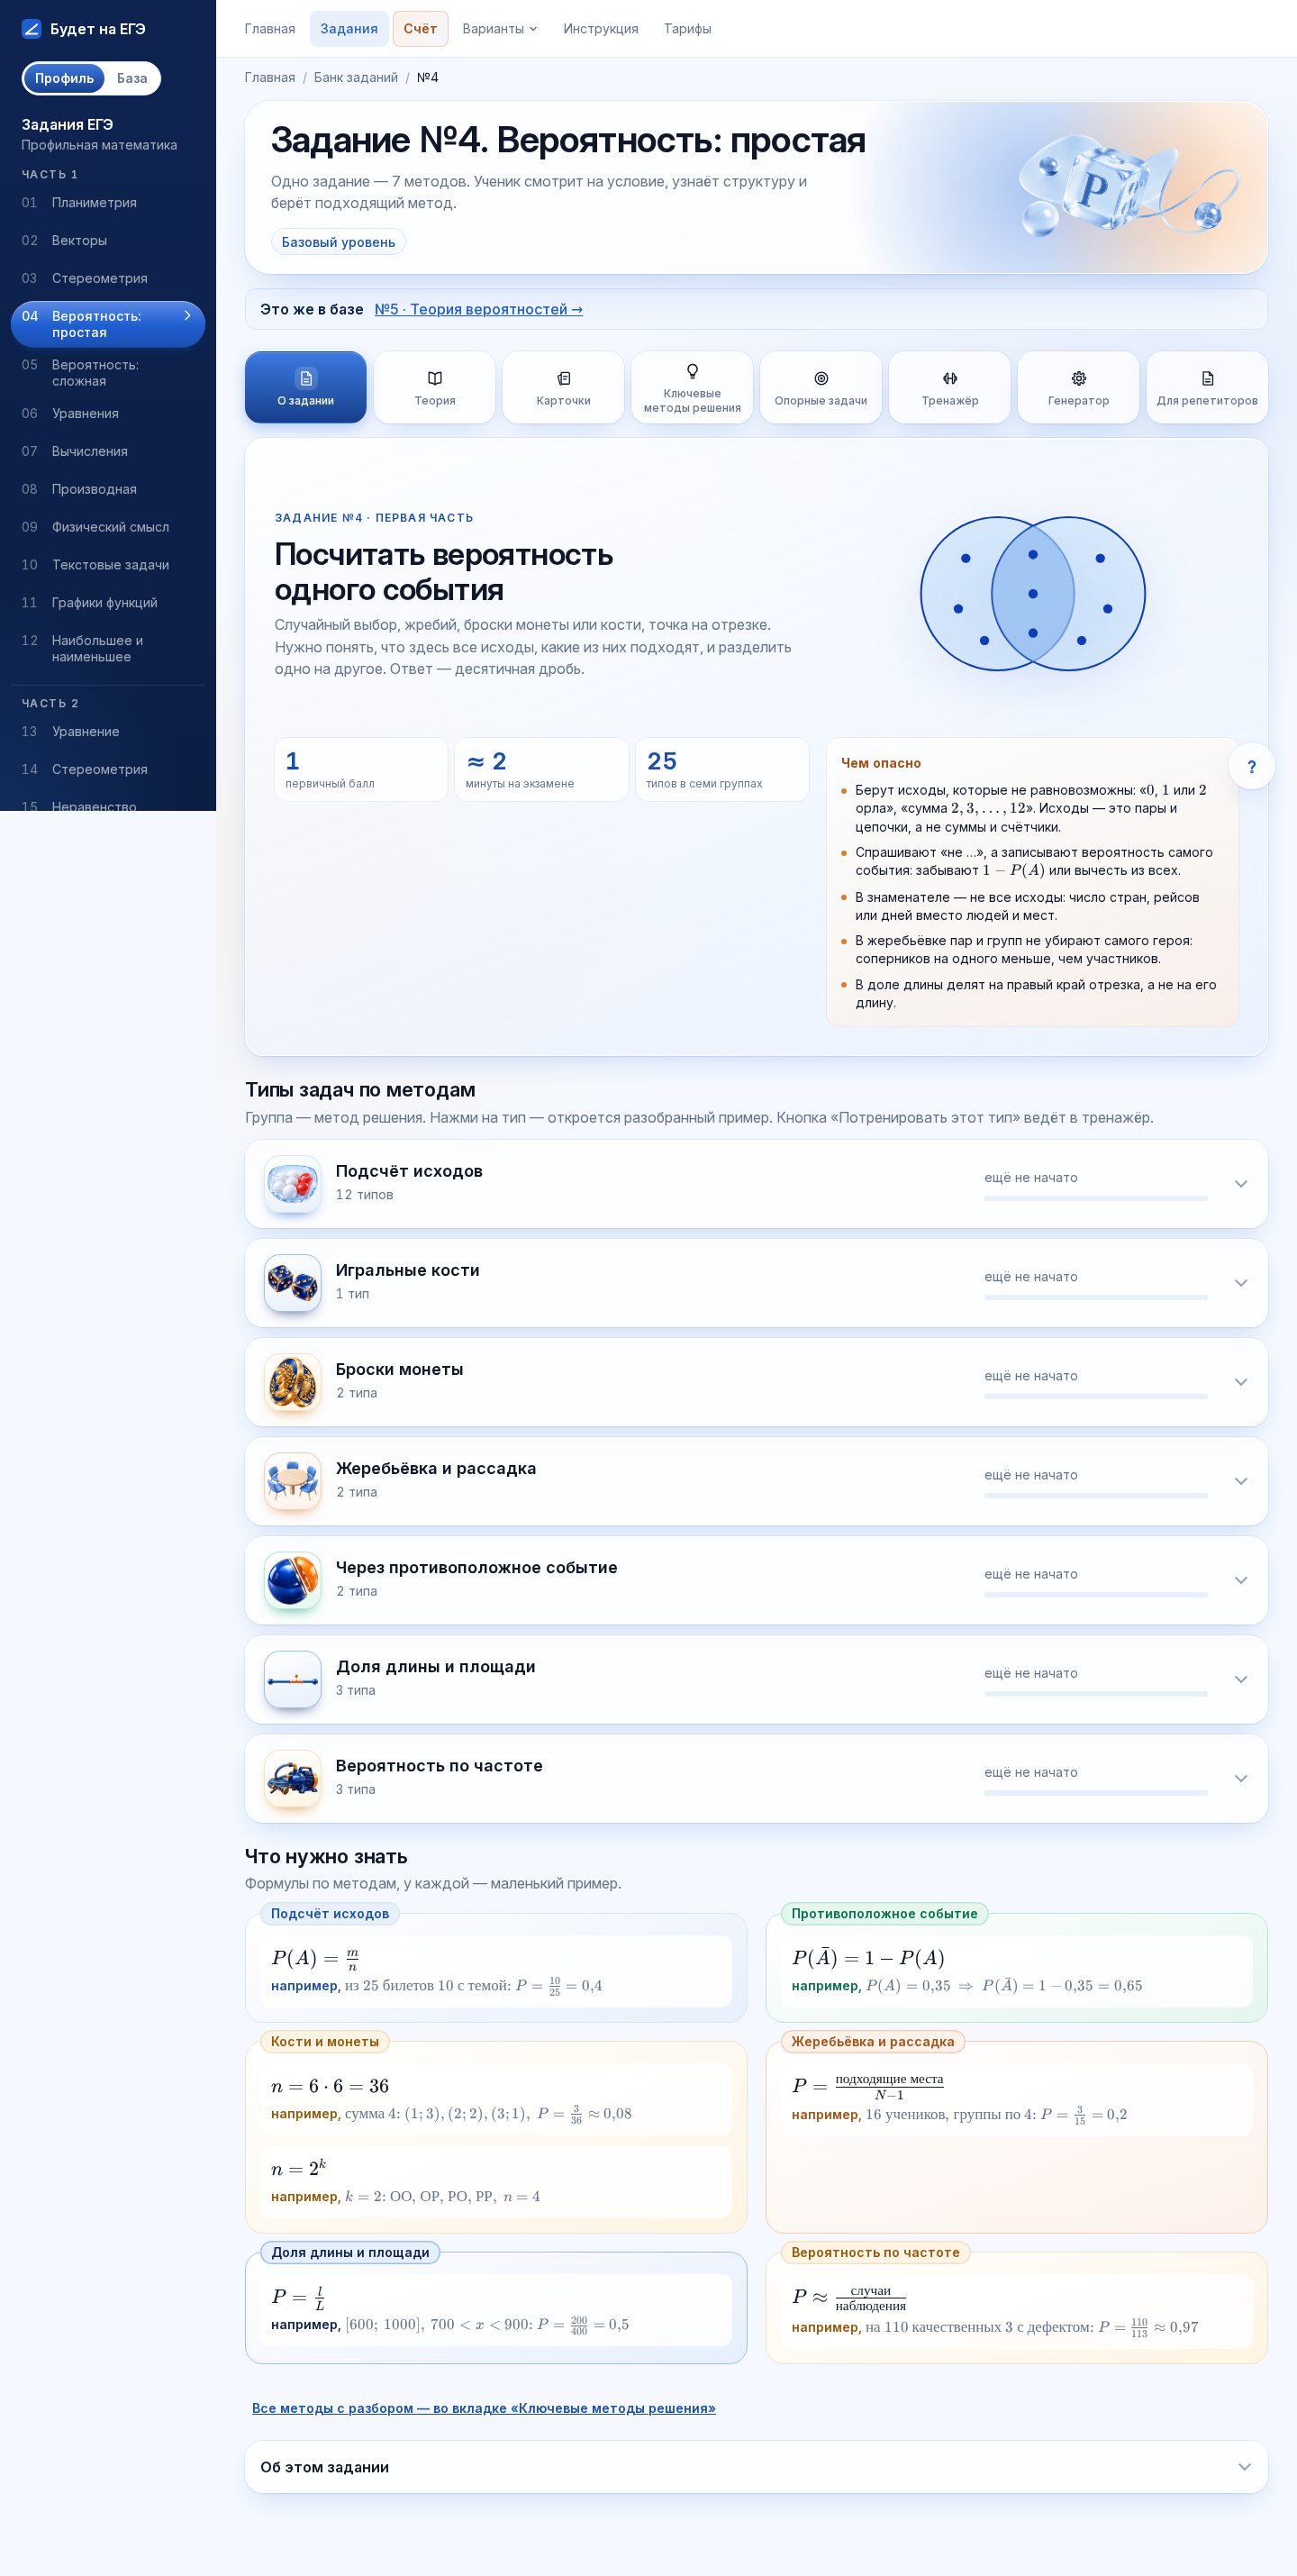 Будет на ЕГЭ
Профиль База
Задания ЕГЭ
Профильная математика
ЧАСТЬ 1
01 Планиметрия
02 Векторы
03 Стереометрия
04 Вероятность:
простая
05 Вероятность:
сложная
06 Уравнения
07 Вычисления
08 Производная
09 Физический смысл
10 Текстовые задачи
11 Графики функций
12 Наибольшее и
наименьшее
ЧАСТЬ 2
13 Уравнение
14 Стереометрия
15 Неравенство
Главная Задания Счёт Варианты Инструкция Тарифы
Главная / Банк заданий / №4
Задание №4. Вероятность: простая
Одно задание — 7 методов. Ученик смотрит на условие, узнаёт структуру и
берёт подходящий метод.
Базовый уровень
P
Это же в базе №5 · Теория вероятностей →
О задании
Теория
Карточки
Ключевые
методы решения
Опорные задачи
Тренажёр
Генератор
Для репетиторов
ЗАДАНИЕ №4 · ПЕРВАЯ ЧАСТЬ
Посчитать вероятность
одного события
Случайный выбор, жребий, броски монеты или кости, точка на отрезке.
Нужно понять, что здесь все исходы, какие из них подходят, и разделить
одно на другое. Ответ — десятичная дробь.
1
первичный балл
≈ 2
минуты на экзамене
25
типов в семи группах
Чем опасно
Берут исходы, которые не равновозможны: «0, 1 или 2
орла», «сумма 2, 3, . . . , 12». Исходы — это пары и
цепочки, а не суммы и счётчики.
Спрашивают «не …», а записывают вероятность самого
события: забывают 1 − P(A) или вычесть из всех.
В знаменателе — не все исходы: число стран, рейсов
или дней вместо людей и мест.
В жеребьёвке пар и групп не убирают самого героя:
соперников на одного меньше, чем участников.
В доле длины делят на правый край отрезка, а не на его
длину.
?
Типы задач по методам
Группа — метод решения. Нажми на тип — откроется разобранный пример. Кнопка «Потренировать этот тип» ведёт в тренажёр.
Подсчёт исходов
12 типов
ещё не начато
Игральные кости
1 тип
ещё не начато
Броски монеты
2 типа
ещё не начато
Жеребьёвка и рассадка
2 типа
ещё не начато
Через противоположное событие
2 типа
ещё не начато
Доля длины и площади
3 типа
ещё не начато
Вероятность по частоте
3 типа
ещё не начато
Что нужно знать
Формулы по методам, у каждой — маленький пример.
Подсчёт исходов
P(A) = m/n
например, из 25 билетов 10 с темой: P = 10/25 = 0,4
Противоположное событие
P(Ā) = 1 − P(A)
например, P(A) = 0,35 ⇒ P(Ā) = 1 − 0,35 = 0,65
Кости и монеты
n = 6 · 6 = 36
например, сумма 4: (1; 3), (2; 2), (3; 1), P = 3/36 ≈ 0,08
n = 2^k
например, k = 2: ОО, ОР, РО, РР, n = 4
Жеребьёвка и рассадка
P = подходящие места/N−1
например, 16 учеников, группы по 4: P = 3/15 = 0,2
Доля длины и площади
P = l/L
например, [600; 1000], 700 < x < 900: P = 200/400 = 0,5
Вероятность по частоте
P ≈ случаи/наблюдения
например, на 110 качественных 3 с дефектом: P = 110/113 ≈ 0,97
Все методы с разбором — во вкладке «Ключевые методы решения»
Об этом задании